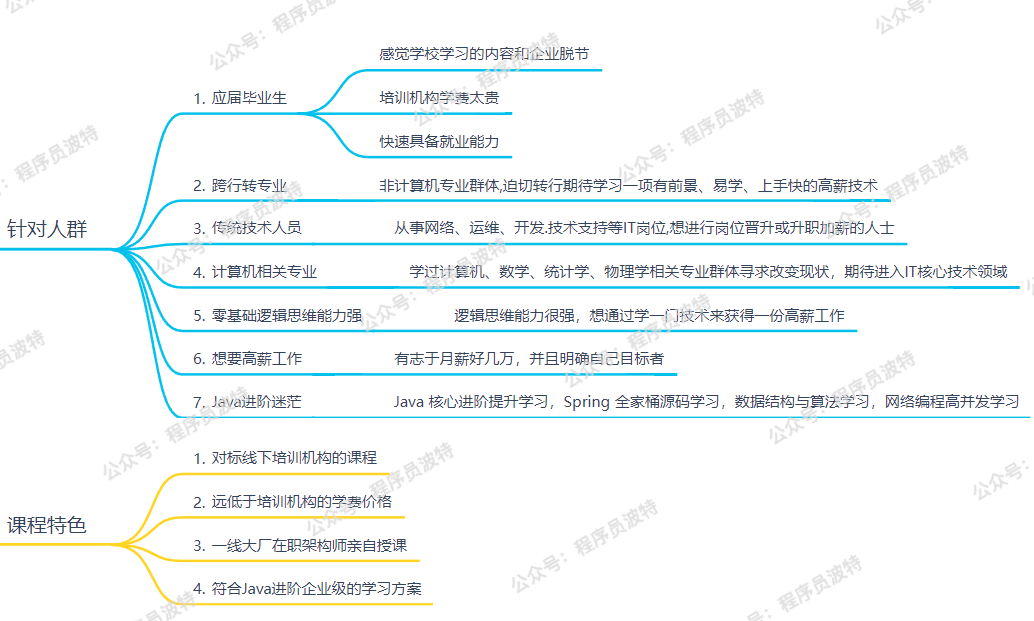 针对人群
1. 应届毕业生
感觉学校学习的内容和企业脱节
培训机构学费太贵
快速具备就业能力
2. 跨行转专业 非计算机专业群体,迫切转行期待学习一项有前景、易学、上手快的高薪技术
3. 传统技术人员 从事网络、运维、开发.技术支持等IT岗位,想进行岗位晋升或升职加薪的人士
4. 计算机相关专业 学过计算机、数学、统计学、物理学相关专业群体寻求改变现状，期待进入IT核心技术领域
5. 零基础逻辑思维能力强 逻辑思维能力很强，想通过学一门技术来获得一份高薪工作
6. 想要高薪工作 有志于月薪好几万，并且明确自己目标者
7. Java进阶迷茫 Java 核心进阶提升学习，Spring 全家桶源码学习，数据结构与算法学习，网络编程高并发学习
课程特色
1. 对标线下培训机构的课程
2. 远低于培训机构的学费价格
3. 一线大厂在职架构师亲自授课
4. 符合Java进阶企业级的学习方案
公众号：程序员波特